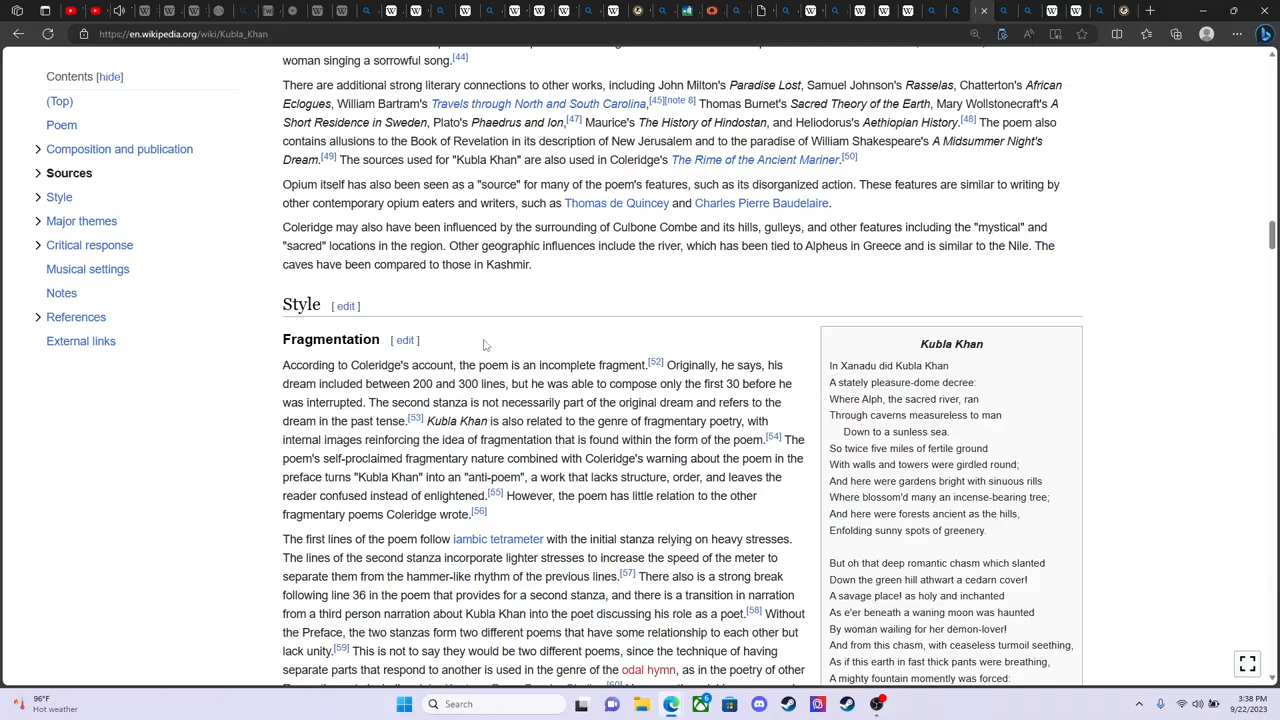 https://en.wikipedia.org/wiki/Kubla_Khan
Contents [hide]
(Top)
Poem
Composition and publication
Sources
Style
Major themes
Critical response
Musical settings
Notes
References
External links
woman singing a sorrowful song.[44]
There are additional strong literary connections to other works, including John Milton's Paradise Lost, Samuel Johnson's Rasselas, Chatterton's African
Eclogues, William Bartram's Travels through North and South Carolina,[45][note 8] Thomas Burnet's Sacred Theory of the Earth, Mary Wollstonecraft's A
Short Residence in Sweden, Plato's Phaedrus and Ion,[47] Maurice's The History of Hindostan, and Heliodorus's Aethiopian History.[48] The poem also
contains allusions to the Book of Revelation in its description of New Jerusalem and to the paradise of William Shakespeare's A Midsummer Night's
Dream.[49] The sources used for "Kubla Khan" are also used in Coleridge's The Rime of the Ancient Mariner.[50]
Opium itself has also been seen as a "source" for many of the poem's features, such as its disorganized action. These features are similar to writing by
other contemporary opium eaters and writers, such as Thomas de Quincey and Charles Pierre Baudelaire.
Coleridge may also have been influenced by the surrounding of Culbone Combe and its hills, gulleys, and other features including the "mystical" and
"sacred" locations in the region. Other geographic influences include the river, which has been tied to Alpheus in Greece and is similar to the Nile. The
caves have been compared to those in Kashmir.
Style [ edit ]
Fragmentation [ edit ]
According to Coleridge's account, the poem is an incomplete fragment.[52] Originally, he says, his
dream included between 200 and 300 lines, but he was able to compose only the first 30 before he
was interrupted. The second stanza is not necessarily part of the original dream and refers to the
dream in the past tense.[53] Kubla Khan is also related to the genre of fragmentary poetry, with
internal images reinforcing the idea of fragmentation that is found within the form of the poem.[54] The
poem's self-proclaimed fragmentary nature combined with Coleridge's warning about the poem in the
preface turns "Kubla Khan" into an "anti-poem", a work that lacks structure, order, and leaves the
reader confused instead of enlightened.[55] However, the poem has little relation to the other
fragmentary poems Coleridge wrote.[56]
The first lines of the poem follow iambic tetrameter with the initial stanza relying on heavy stresses.
The lines of the second stanza incorporate lighter stresses to increase the speed of the meter to
separate them from the hammer-like rhythm of the previous lines.[57] There also is a strong break
following line 36 in the poem that provides for a second stanza, and there is a transition in narration
from a third person narration about Kubla Khan into the poet discussing his role as a poet.[58] Without
the Preface, the two stanzas form two different poems that have some relationship to each other but
lack unity.[59] This is not to say they would be two different poems, since the technique of having
separate parts that respond to another is used in the genre of the odal hymn, as in the poetry of other
Kubla Khan
In Xanadu did Kubla Khan
A stately pleasure-dome decree:
Where Alph, the sacred river, ran
Through caverns measureless to man
Down to a sunless sea.
So twice five miles of fertile ground
With walls and towers were girdled round;
And here were gardens bright with sinuous rills
Where blossom'd many an incense-bearing tree;
And here were forests ancient as the hills,
Enfolding sunny spots of greenery.
But oh that deep romantic chasm which slanted
Down the green hill athwart a cedarn cover!
A savage place! as holy and inchanted
As e'er beneath a waning moon was haunted
By woman wailing for her demon-lover!
And from this chasm, with ceaseless turmoil seething,
As if this earth in fast thick pants were breathing,
A mighty fountain momently was forced:
96°F
Hot weather
Search
6
3:38 PM
9/22/2023